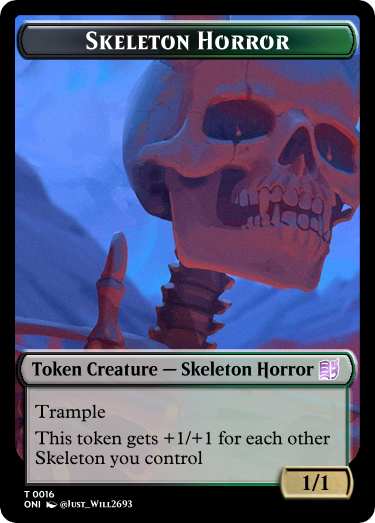 Skeleton Horror
Token Creature — Skeleton Horror
Trample
This token gets +1/+1 for each other
Skeleton you control
1/1
T 0016
ONI @Just_Will2693